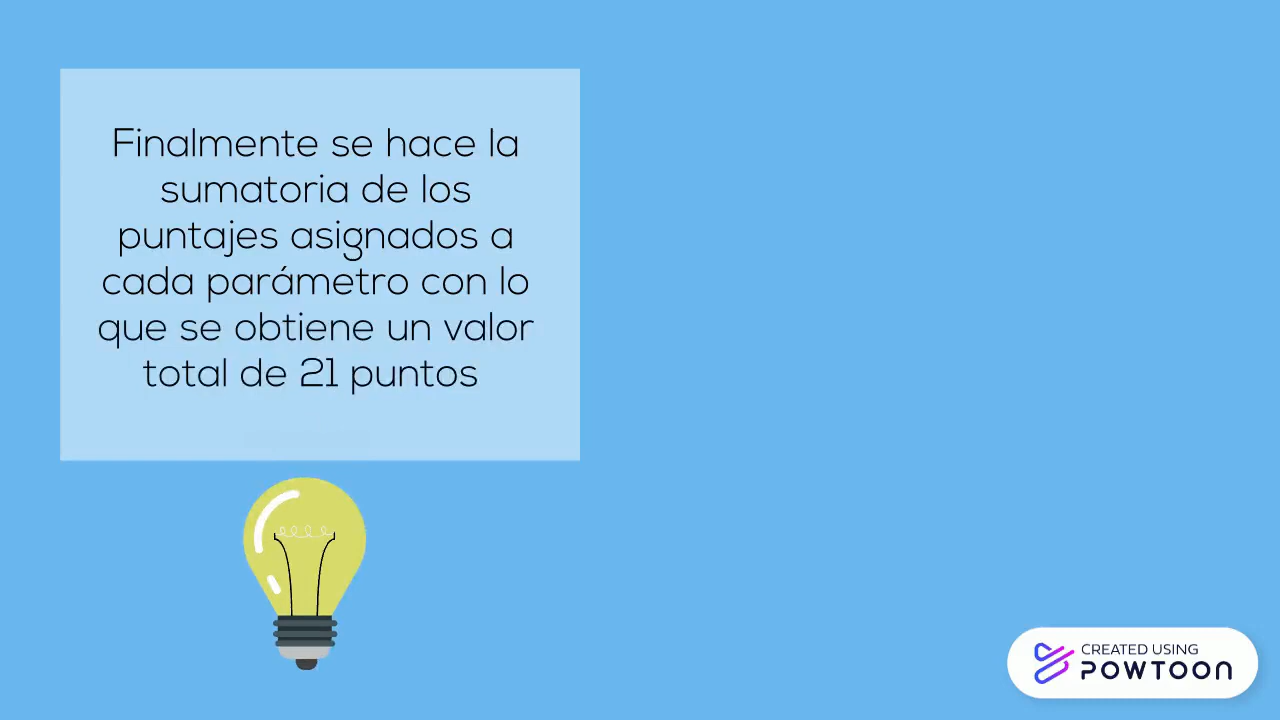 Finalmente se hace la
sumatoria de los
puntajes asignados a
cada parámetro con lo
que se obtiene un valor
total de 21 puntos
CREATED USING
POWTOON